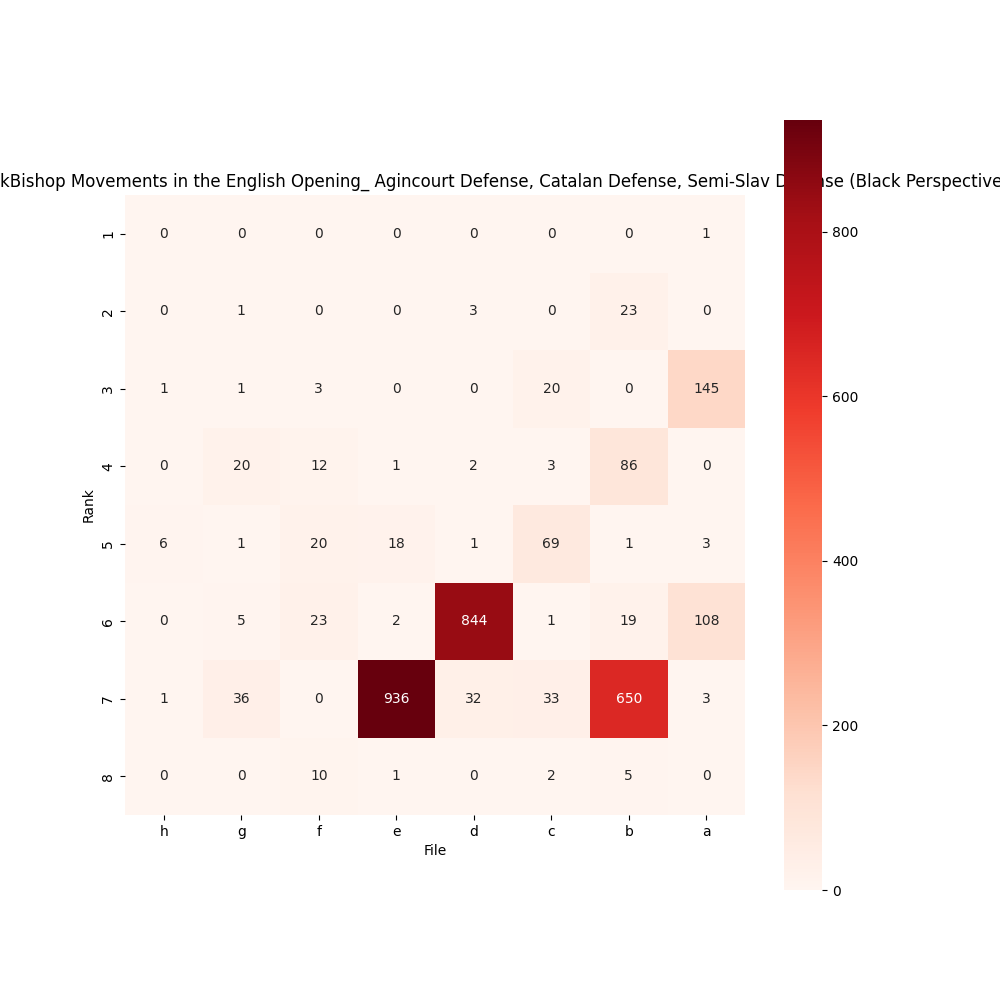 kBishop Movements in the English Opening_ Agincourt Defense, Catalan Defense, Semi-Slav Defense (Black Perspective
1 0 0 0 0 0 0 0 1
2 0 1 0 0 3 0 23 0
3 1 1 3 0 0 20 0 145
4 0 20 12 1 2 3 86 0
5 6 1 20 18 1 69 1 3
6 0 5 23 2 844 1 19 108
7 1 36 0 936 32 33 650 3
8 0 0 10 1 0 2 5 0
h g f e d c b a
File
Rank
800
600
400
200
0